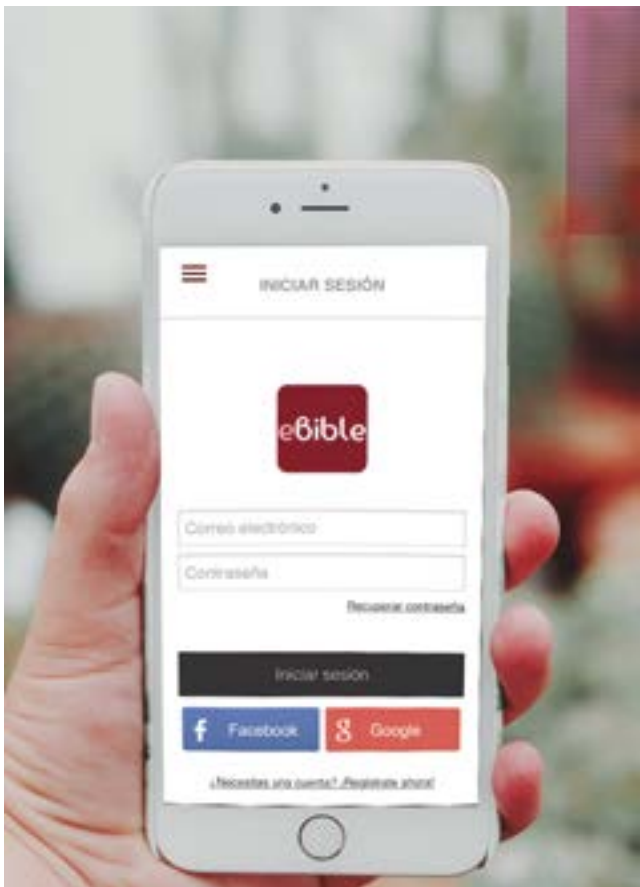 INICIAR SESIÓN
eBible
Correo electrónico
Contraseña
Recuperar contraseña
Iniciar sesión
f Facebook
g Google
¿Necesitas una cuenta? ¡Regístrate ahora!